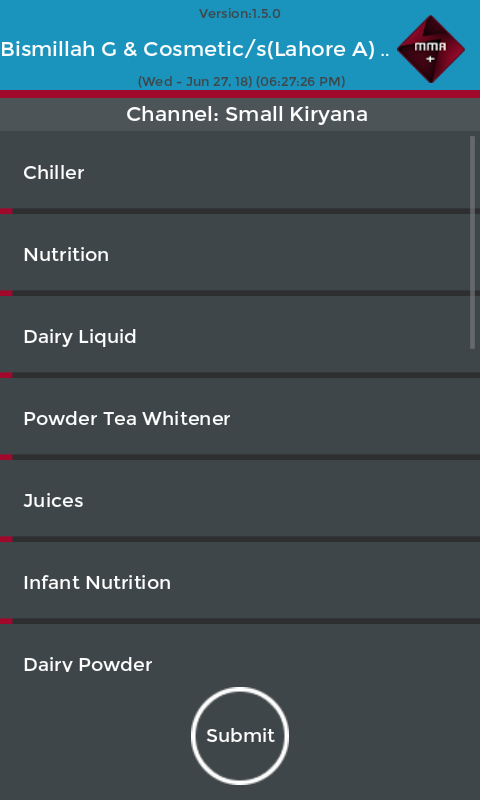 Version:1.5.0
Bismillah G & Cosmetic/s(Lahore A) ..
MMA
+
(Wed - Jun 27, 18) (06:27:26 PM)
Channel: Small Kiryana
Chiller
Nutrition
Dairy Liquid
Powder Tea Whitener
Juices
Infant Nutrition
Dairy Powder
Submit